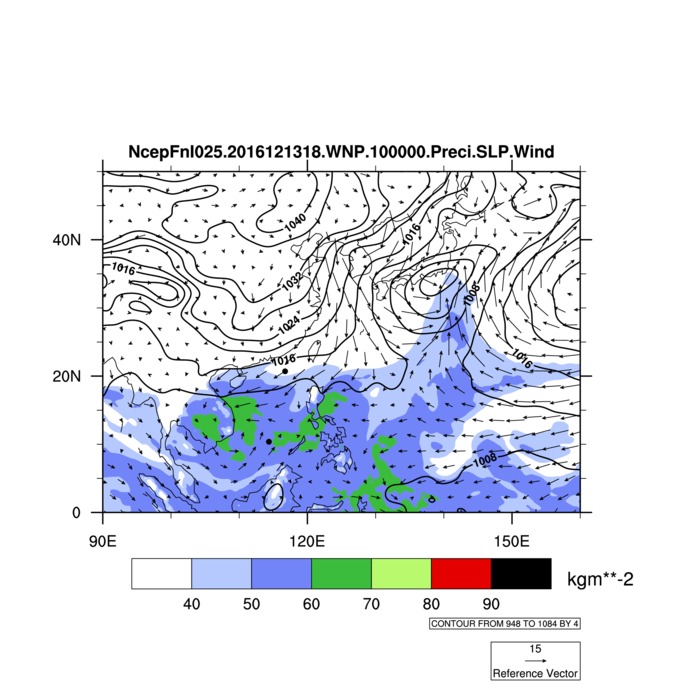 NcepFnl025.2016121318.WNP.100000.Preci.SLP.Wind
1040
1016
40N
1016
1032
1008
1024
1016
1016
20N
1008
0
90E 120E 150E
kgm**-2
40 50 60 70 80 90
CONTOUR FROM 948 TO 1084 BY 4
15
Reference Vector